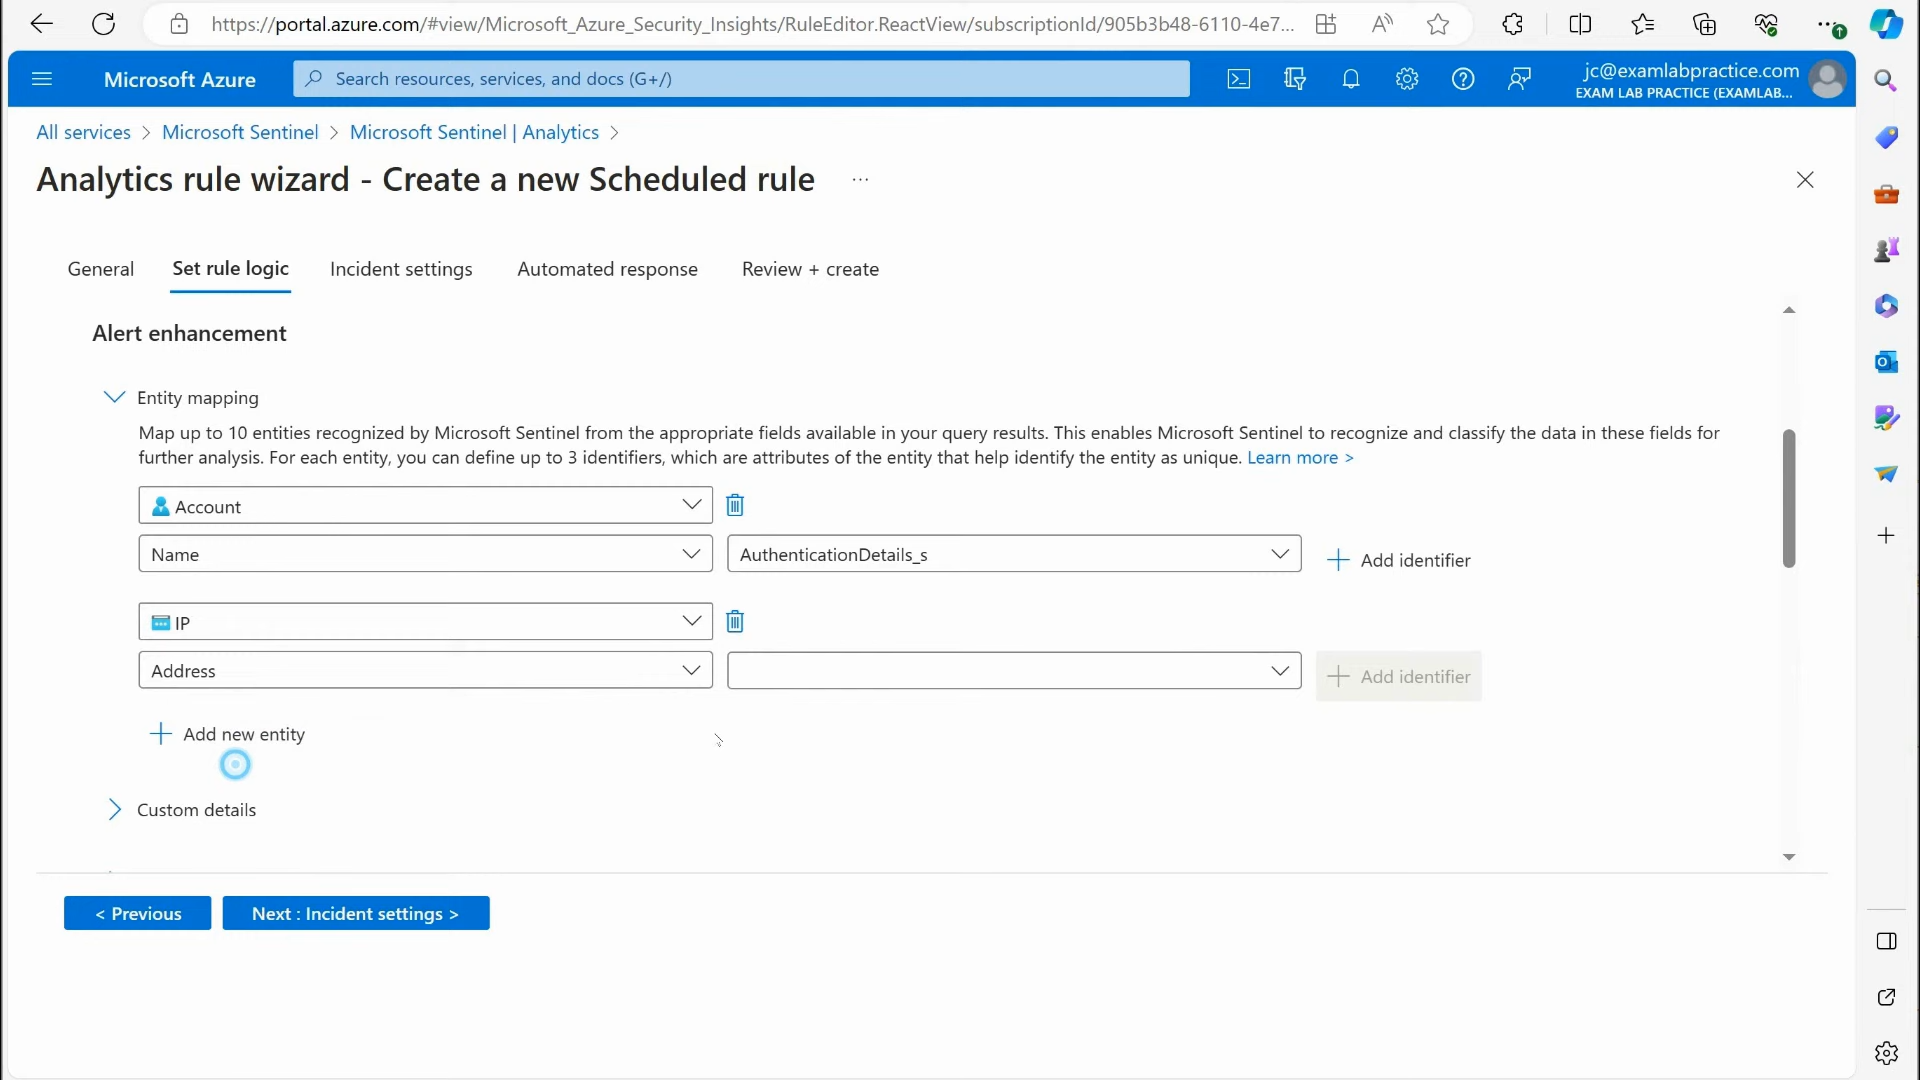 https://portal.azure.com/#view/Microsoft_Azure_Security_Insights/RuleEditor.ReactView/subscriptionId/905b3b48-6110-4e7...
Microsoft Azure
Search resources, services, and docs (G+/)
jc@examlabpractice.com
EXAM LAB PRACTICE (EXAMLAB...
All services > Microsoft Sentinel > Microsoft Sentinel | Analytics >
Analytics rule wizard - Create a new Scheduled rule ...
General Set rule logic Incident settings Automated response Review + create
Alert enhancement
Entity mapping
Map up to 10 entities recognized by Microsoft Sentinel from the appropriate fields available in your query results. This enables Microsoft Sentinel to recognize and classify the data in these fields for
further analysis. For each entity, you can define up to 3 identifiers, which are attributes of the entity that help identify the entity as unique. Learn more >
Account
Name AuthenticationDetails_s Add identifier
IP
Address Add identifier
Add new entity
Custom details
< Previous Next : Incident settings >